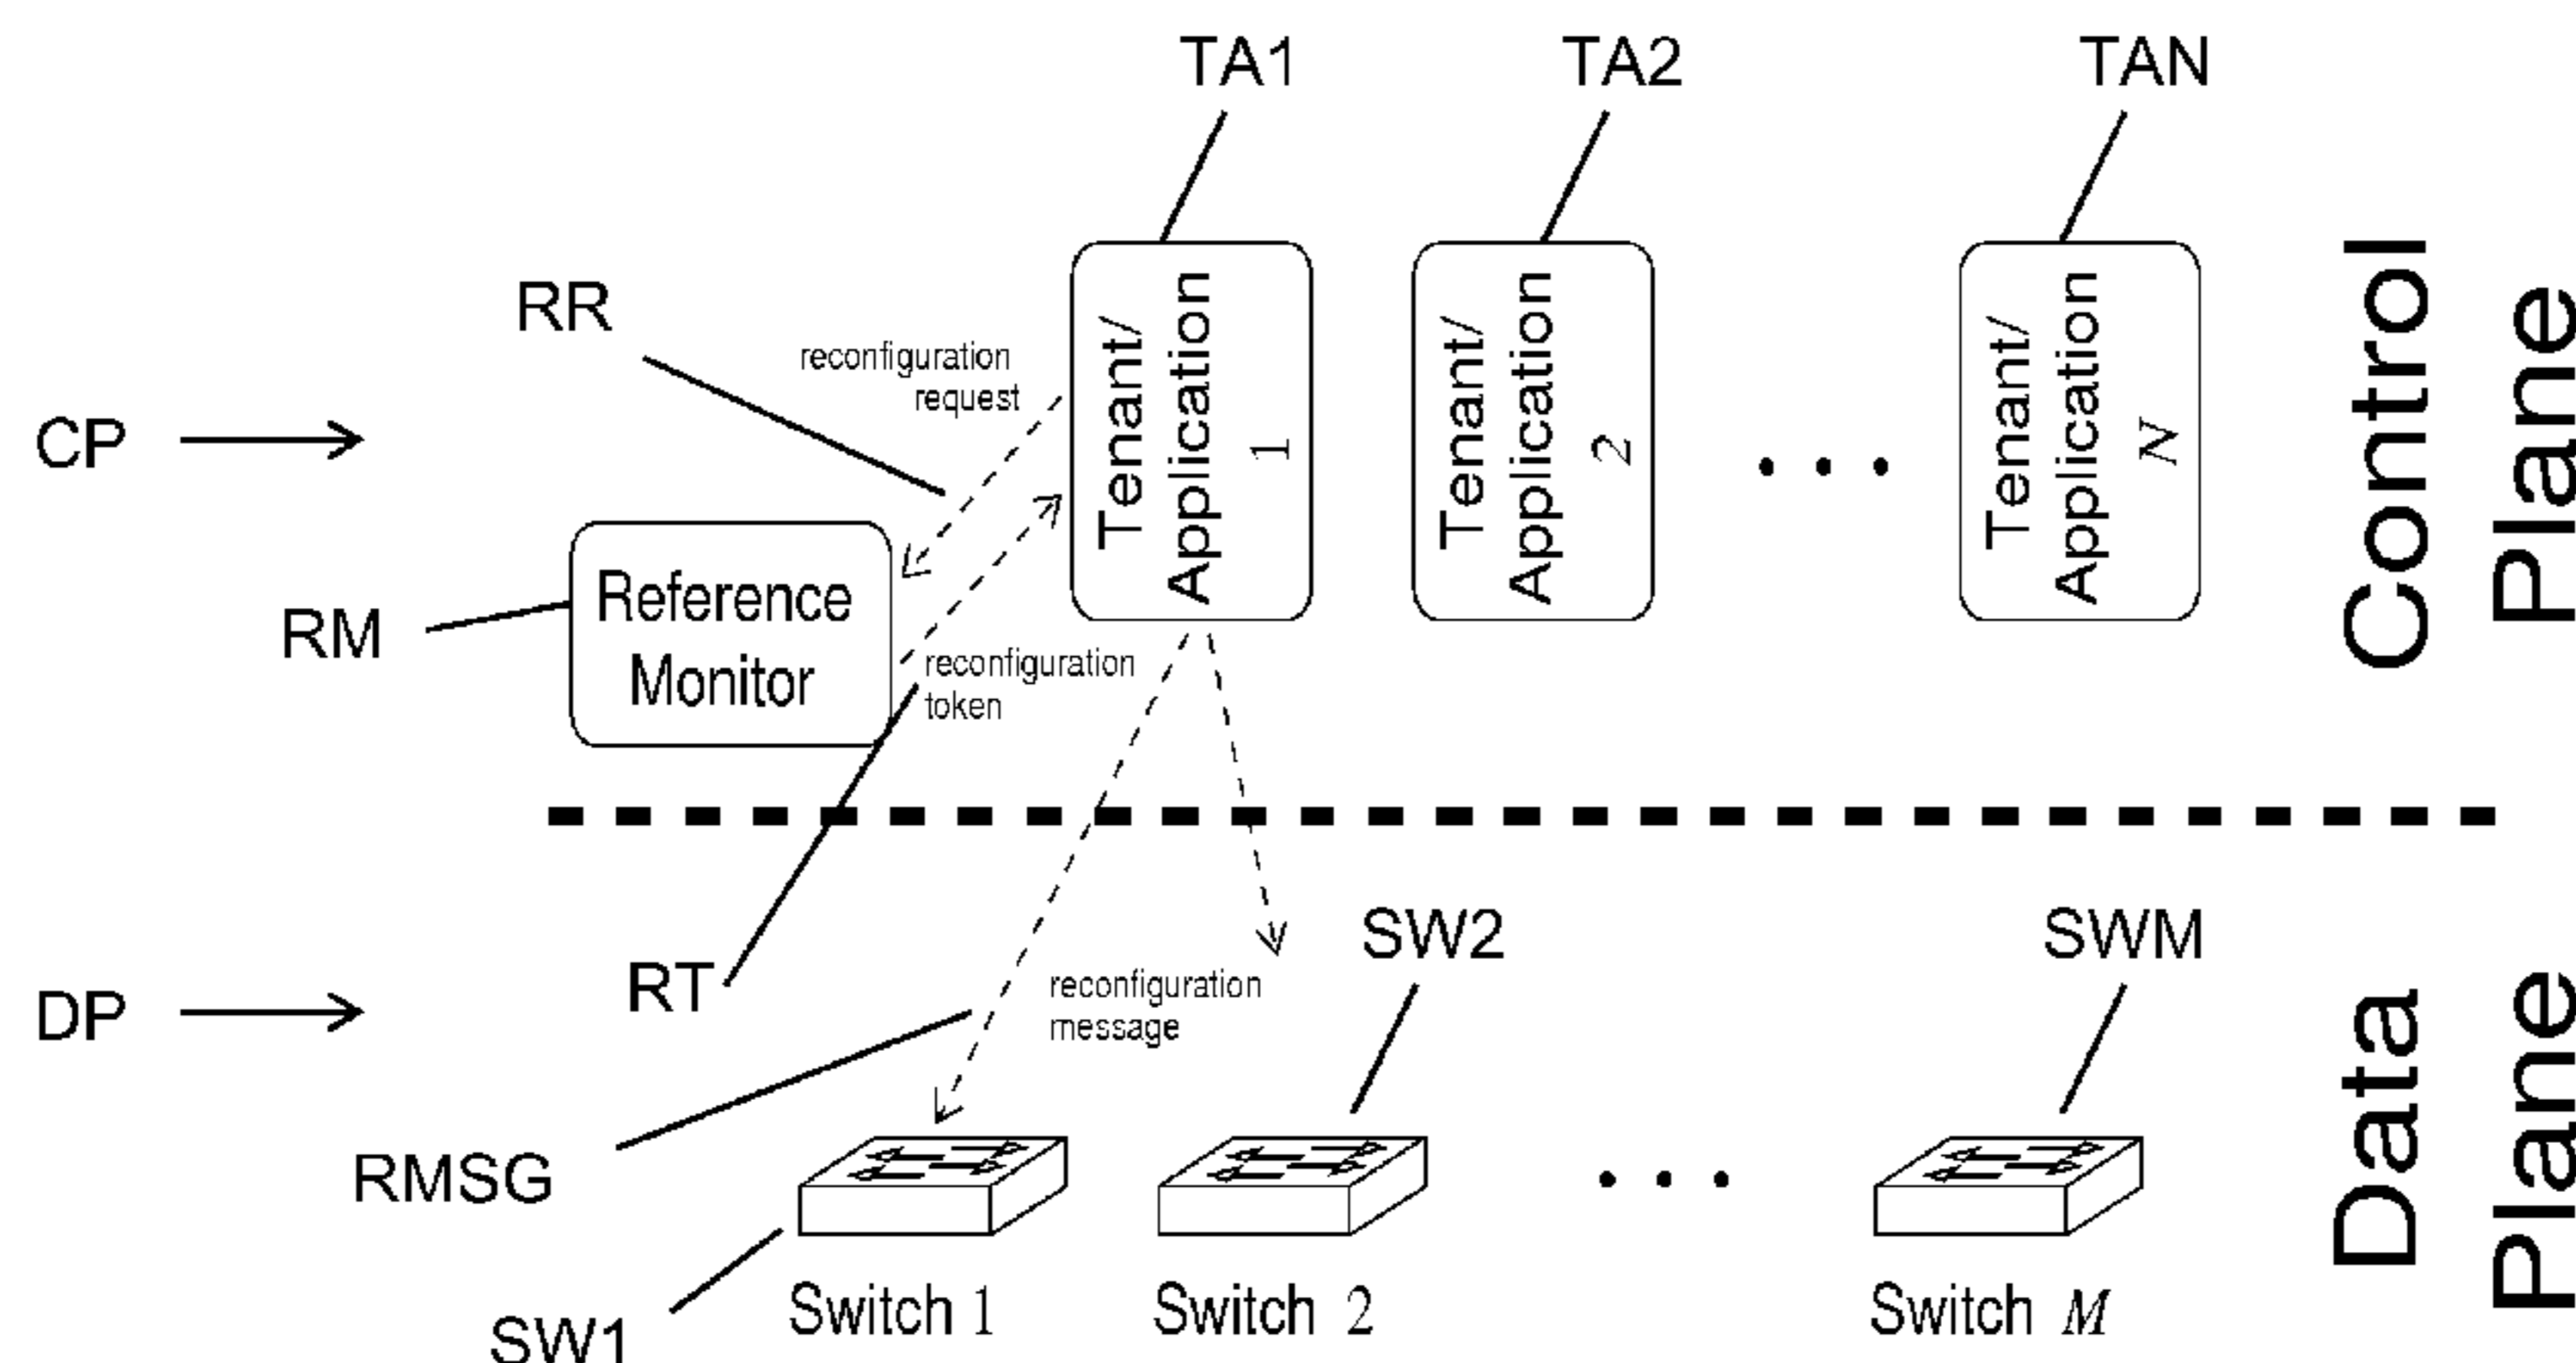 TA1
TA2
TAN
RR
reconfiguration
request
CP
Tenant/
Application
1
Tenant/
Application
2
Tenant/
Application
N
Control
Plane
RM
Reference
Monitor
reconfiguration
token
DP
RT
reconfiguration
message
SW2
SWM
RMSG
SW1
Switch 1
Switch 2
Switch M
Data
Plane